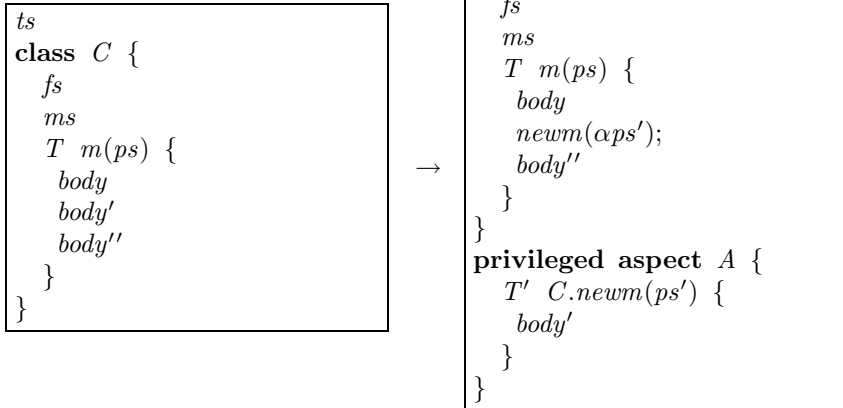 ts
class C {
fs
ms
T m(ps) {
body
body′
body′′
}
}
→
fs
ms
T m(ps) {
body
newm(αps′);
body′′
}
}
privileged aspect A {
T′ C.newm(ps′) {
body′
}
}